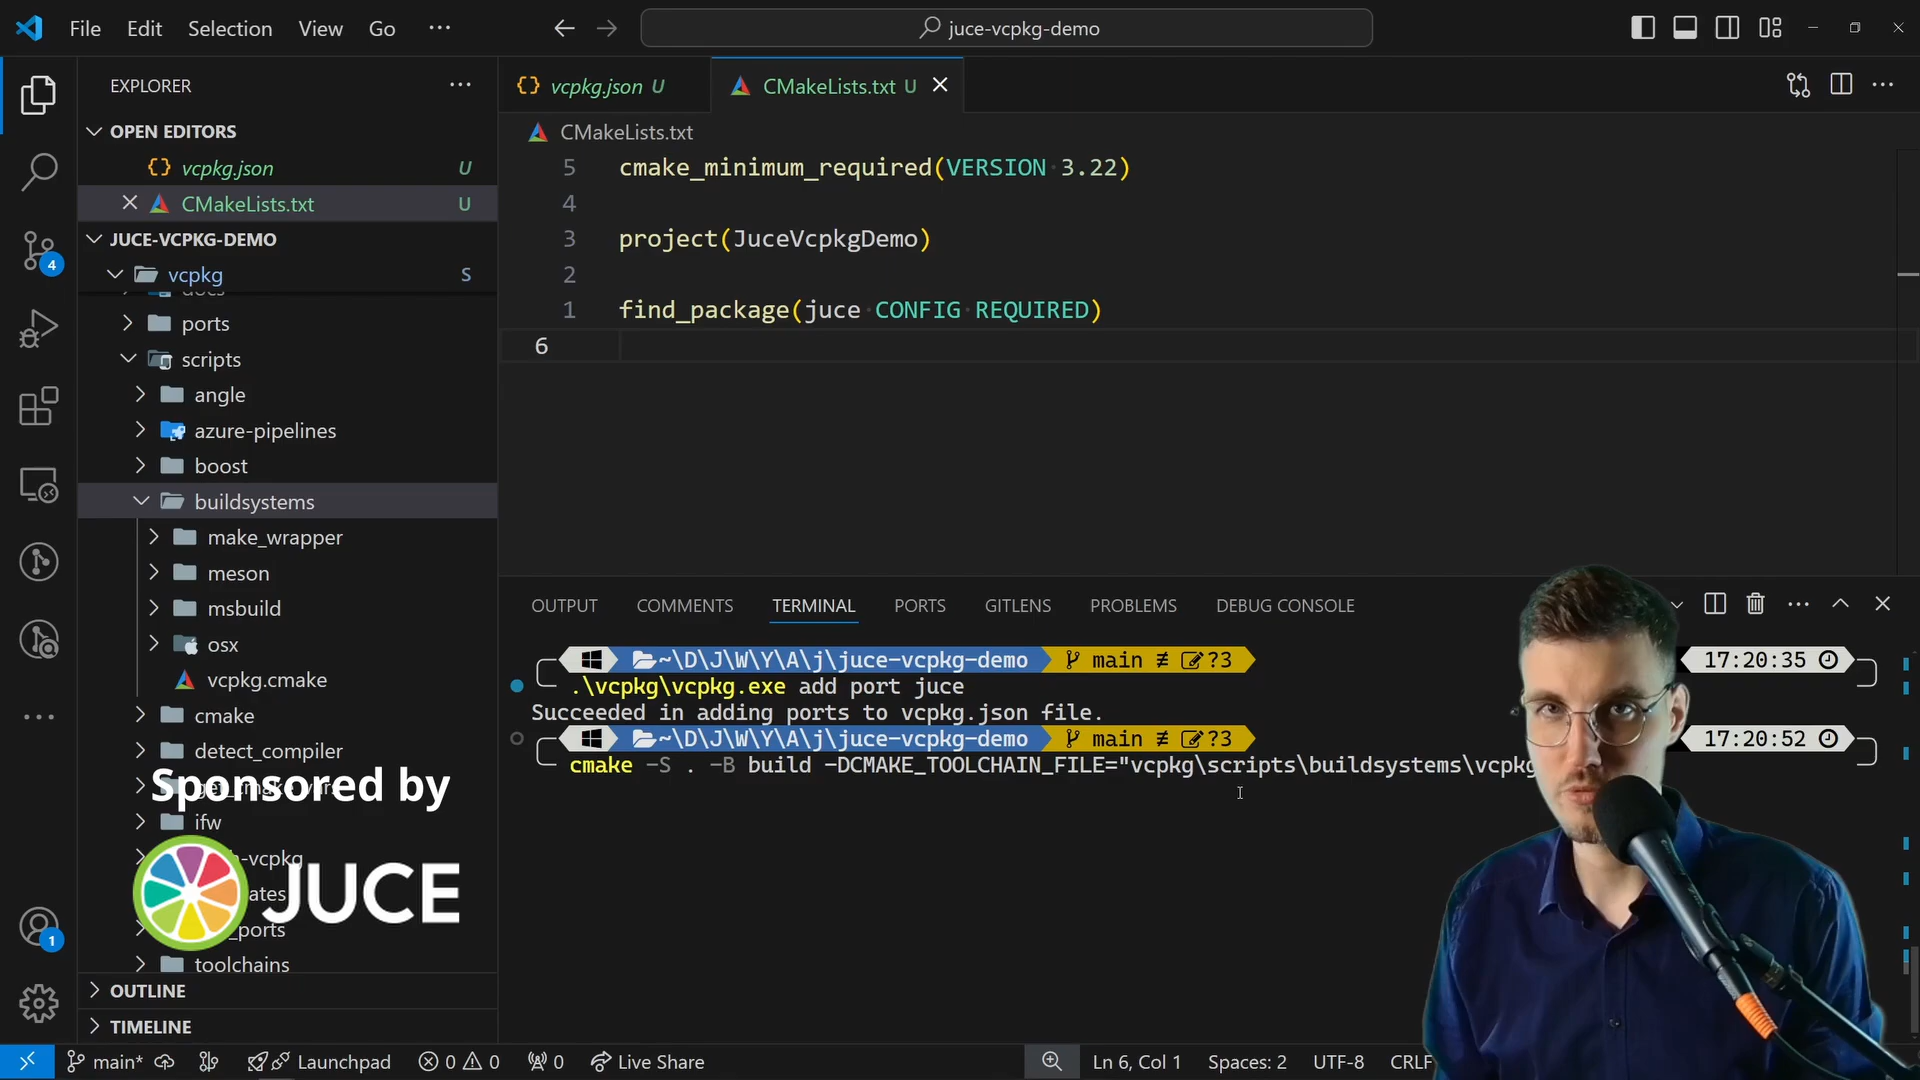 File Edit Selection View Go ···
juce-vcpkg-demo
EXPLORER
OPEN EDITORS
vcpkg.json U
CMakeLists.txt U
JUCE-VCPKG-DEMO
vcpkg S
docs
ports
scripts
angle
azure-pipelines
boost
buildsystems
make_wrapper
meson
msbuild
osx
vcpkg.cmake
cmake
detect_compiler
ifw
toolchains
OUTLINE
TIMELINE
4
1
Sponsored by
JUCE
vcpkg.json U
CMakeLists.txt U
CMakeLists.txt
5 cmake_minimum_required(VERSION 3.22)
4
3 project(JuceVcpkgDemo)
2
1 find_package(juce CONFIG REQUIRED)
6
OUTPUT COMMENTS TERMINAL PORTS GITLENS PROBLEMS DEBUG CONSOLE
~\D\J\W\Y\A\j\juce-vcpkg-demo main ≢ ?3 17:20:35
.\vcpkg\vcpkg.exe add port juce
Succeeded in adding ports to vcpkg.json file.
~\D\J\W\Y\A\j\juce-vcpkg-demo main ≢ ?3 17:20:52
cmake -S . -B build -DCMAKE_TOOLCHAIN_FILE="vcpkg\scripts\buildsystems\vcpkg
main* Launchpad 0 0 0 Live Share Ln 6, Col 1 Spaces: 2 UTF-8 CRLF